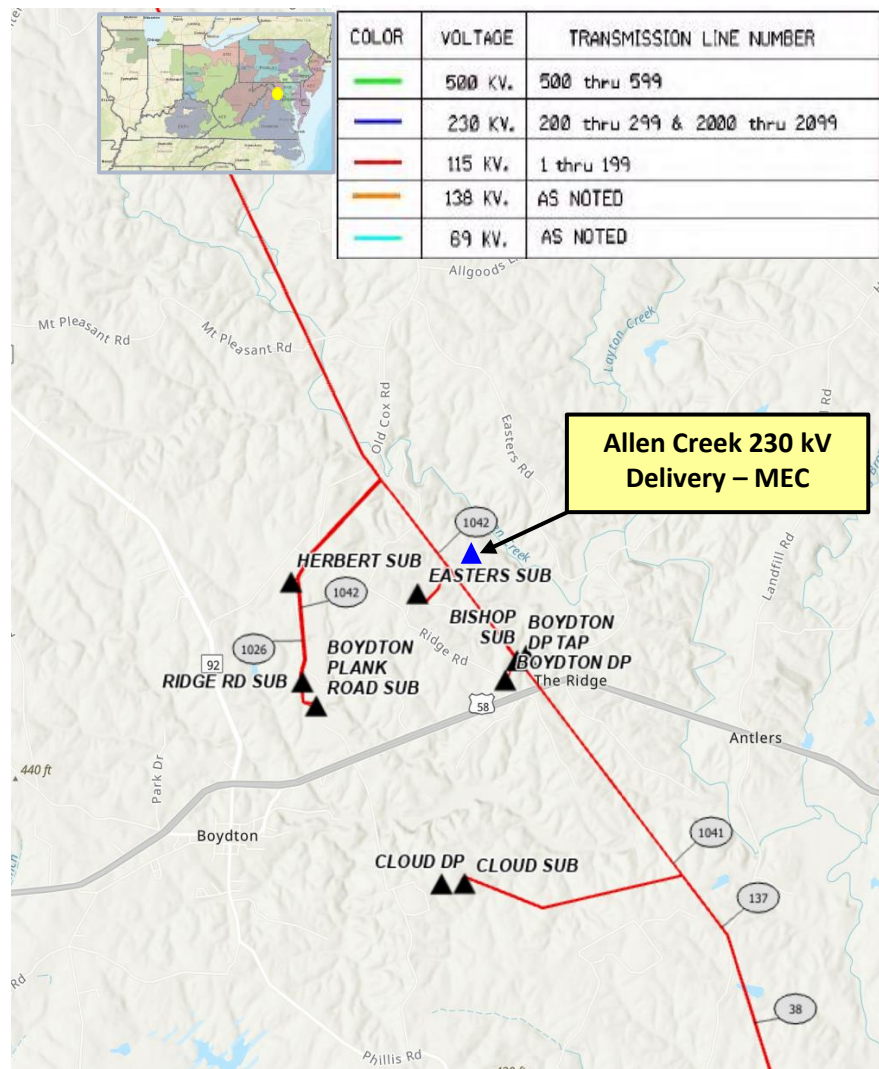 COLOR VOLTAGE TRANSMISSION LINE NUMBER
500 KV. 500 thru 599
230 KV. 200 thru 299 & 2000 thru 2099
115 KV. 1 thru 199
138 KV. AS NOTED
69 KV. AS NOTED
Allgoods
Mt Pleasant Rd
Mt Pleasant Rd
Layton Creek
Old Cox Rd
Easters Rd
Rd
Allen Creek 230 kV
Delivery – MEC
1042
Creek
HERBERT SUB
EASTERS SUB
1042
Landfill Rd
BISHOP
SUB
BOYDTON
DP TAP
BOYDTON DP
Ridge Rd
1026
BOYDTON
PLANK
ROAD SUB
92
RIDGE RD SUB
The Ridge
58
Antlers
440 ft
Park Dr
Boydton
1041
CLOUD DP
CLOUD SUB
137
Rd
38
Phillis Rd